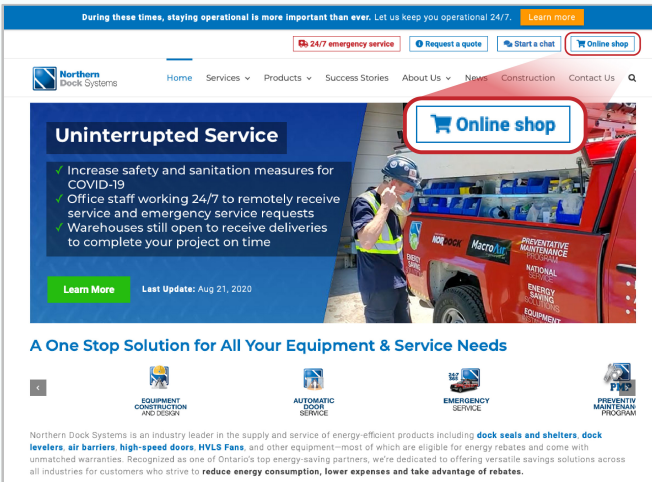 During these times, staying operational is more important than ever. Let us keep you operational 24/7. Learn more
24/7 emergency service Request a quote Start a chat Online shop
Northern
Dock Systems
Home Services Products Success Stories About Us News Construction Contact Us
Online shop
Uninterrupted Service
✓ Increase safety and sanitation measures for
COVID-19
✓ Office staff working 24/7 to remotely receive
service and emergency service requests
✓ Warehouses still open to receive deliveries
to complete your project on time
Learn More Last Update: Aug 21, 2020
NORDOCK MacroAir PREVENTATIVE
MAINTENANCE
PROGRAM
NATIONAL
SERVICE
ENERGY
SAVING
SOLUTIONS
EQUIPMENT
ENERGY
SAVING
A One Stop Solution for All Your Equipment & Service Needs
EQUIPMENT
CONSTRUCTION
AND DESIGN
AUTOMATIC
DOOR
SERVICE
24-7
365
EMERGENCY
SERVICE
PMP
PREVENTIV
MAINTENAN
PROGRAM
Northern Dock Systems is an industry leader in the supply and service of energy-efficient products including dock seals and shelters, dock
levelers, air barriers, high-speed doors, HVLS Fans, and other equipment—most of which are eligible for energy rebates and come with
unmatched warranties. Recognized as one of Ontario's top energy-saving partners, we're dedicated to offering versatile savings solutions across
all industries for customers who strive to reduce energy consumption, lower expenses and take advantage of rebates.